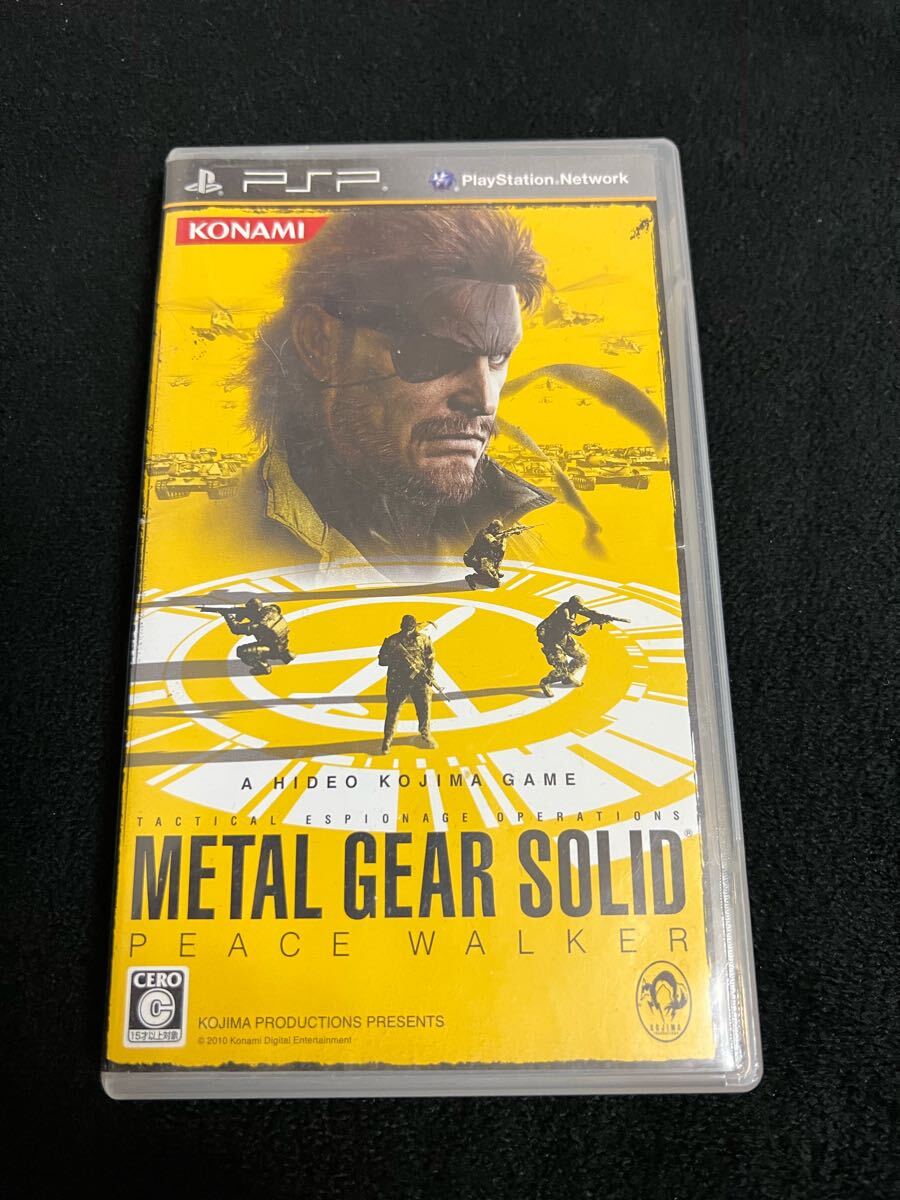 PSP
PlayStation®Network
KONAMI
A HIDEO KOJIMA GAME
TACTICAL ESPIONAGE OPERATIONS
METAL GEAR SOLID®
PEACE WALKER
CERO
C
15才以上対象
KOJIMA PRODUCTIONS PRESENTS
© 2010 Konami Digital Entertainment
KOJIMA